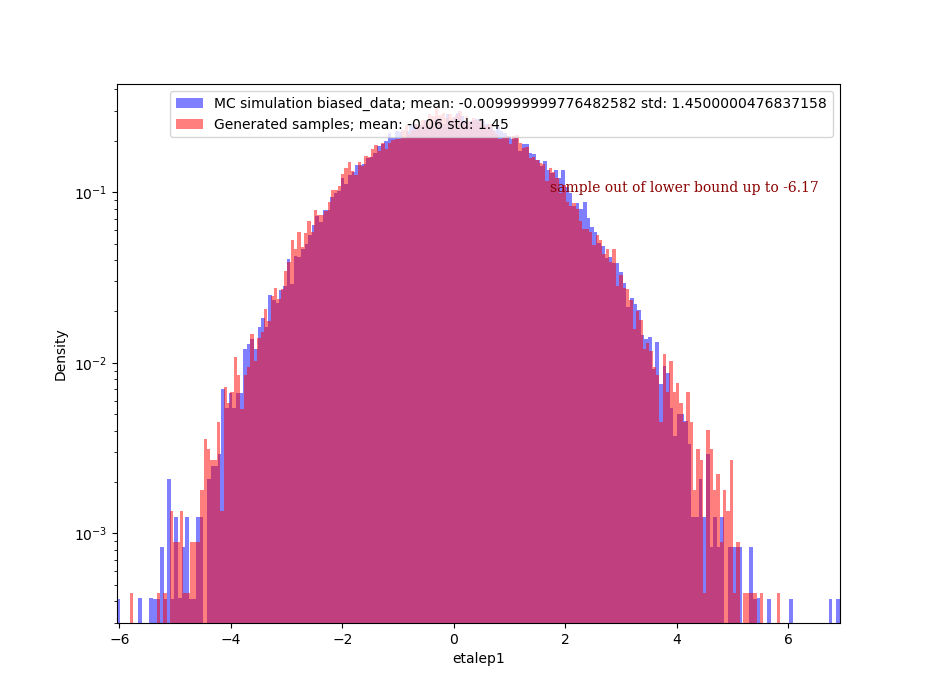 MC simulation biased_data; mean: -0.009999999776482582 std: 1.4500000476837158
Generated samples; mean: -0.06 std: 1.45
sample out of lower bound up to -6.17
10⁻¹
10⁻²
10⁻³
Density
−6 −4 −2 0 2 4 6
etalep1